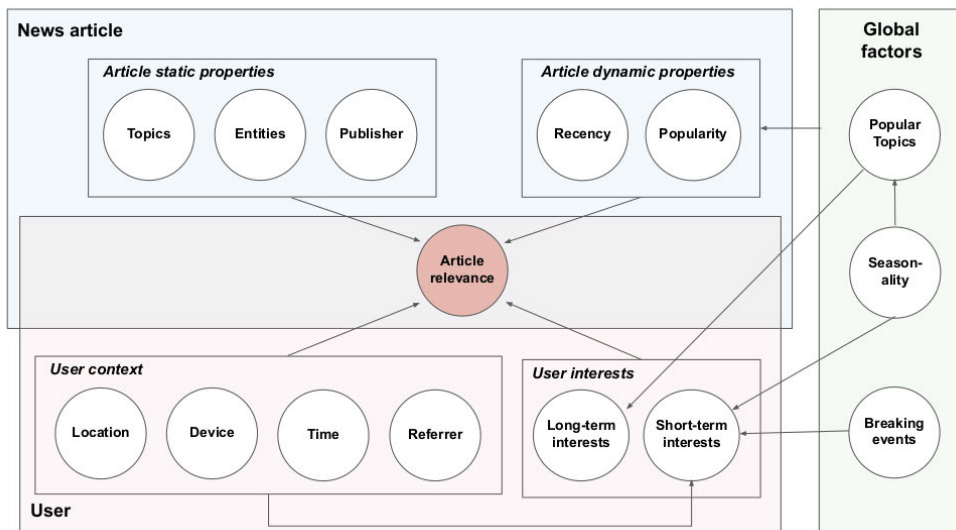 News article
Global
factors
Article static properties
Article dynamic properties
Topics
Entities
Publisher
Recency
Popularity
Popular
Topics
Article
relevance
Season-
ality
User context
User interests
Location
Device
Time
Referrer
Long-term
interests
Short-term
interests
Breaking
events
User